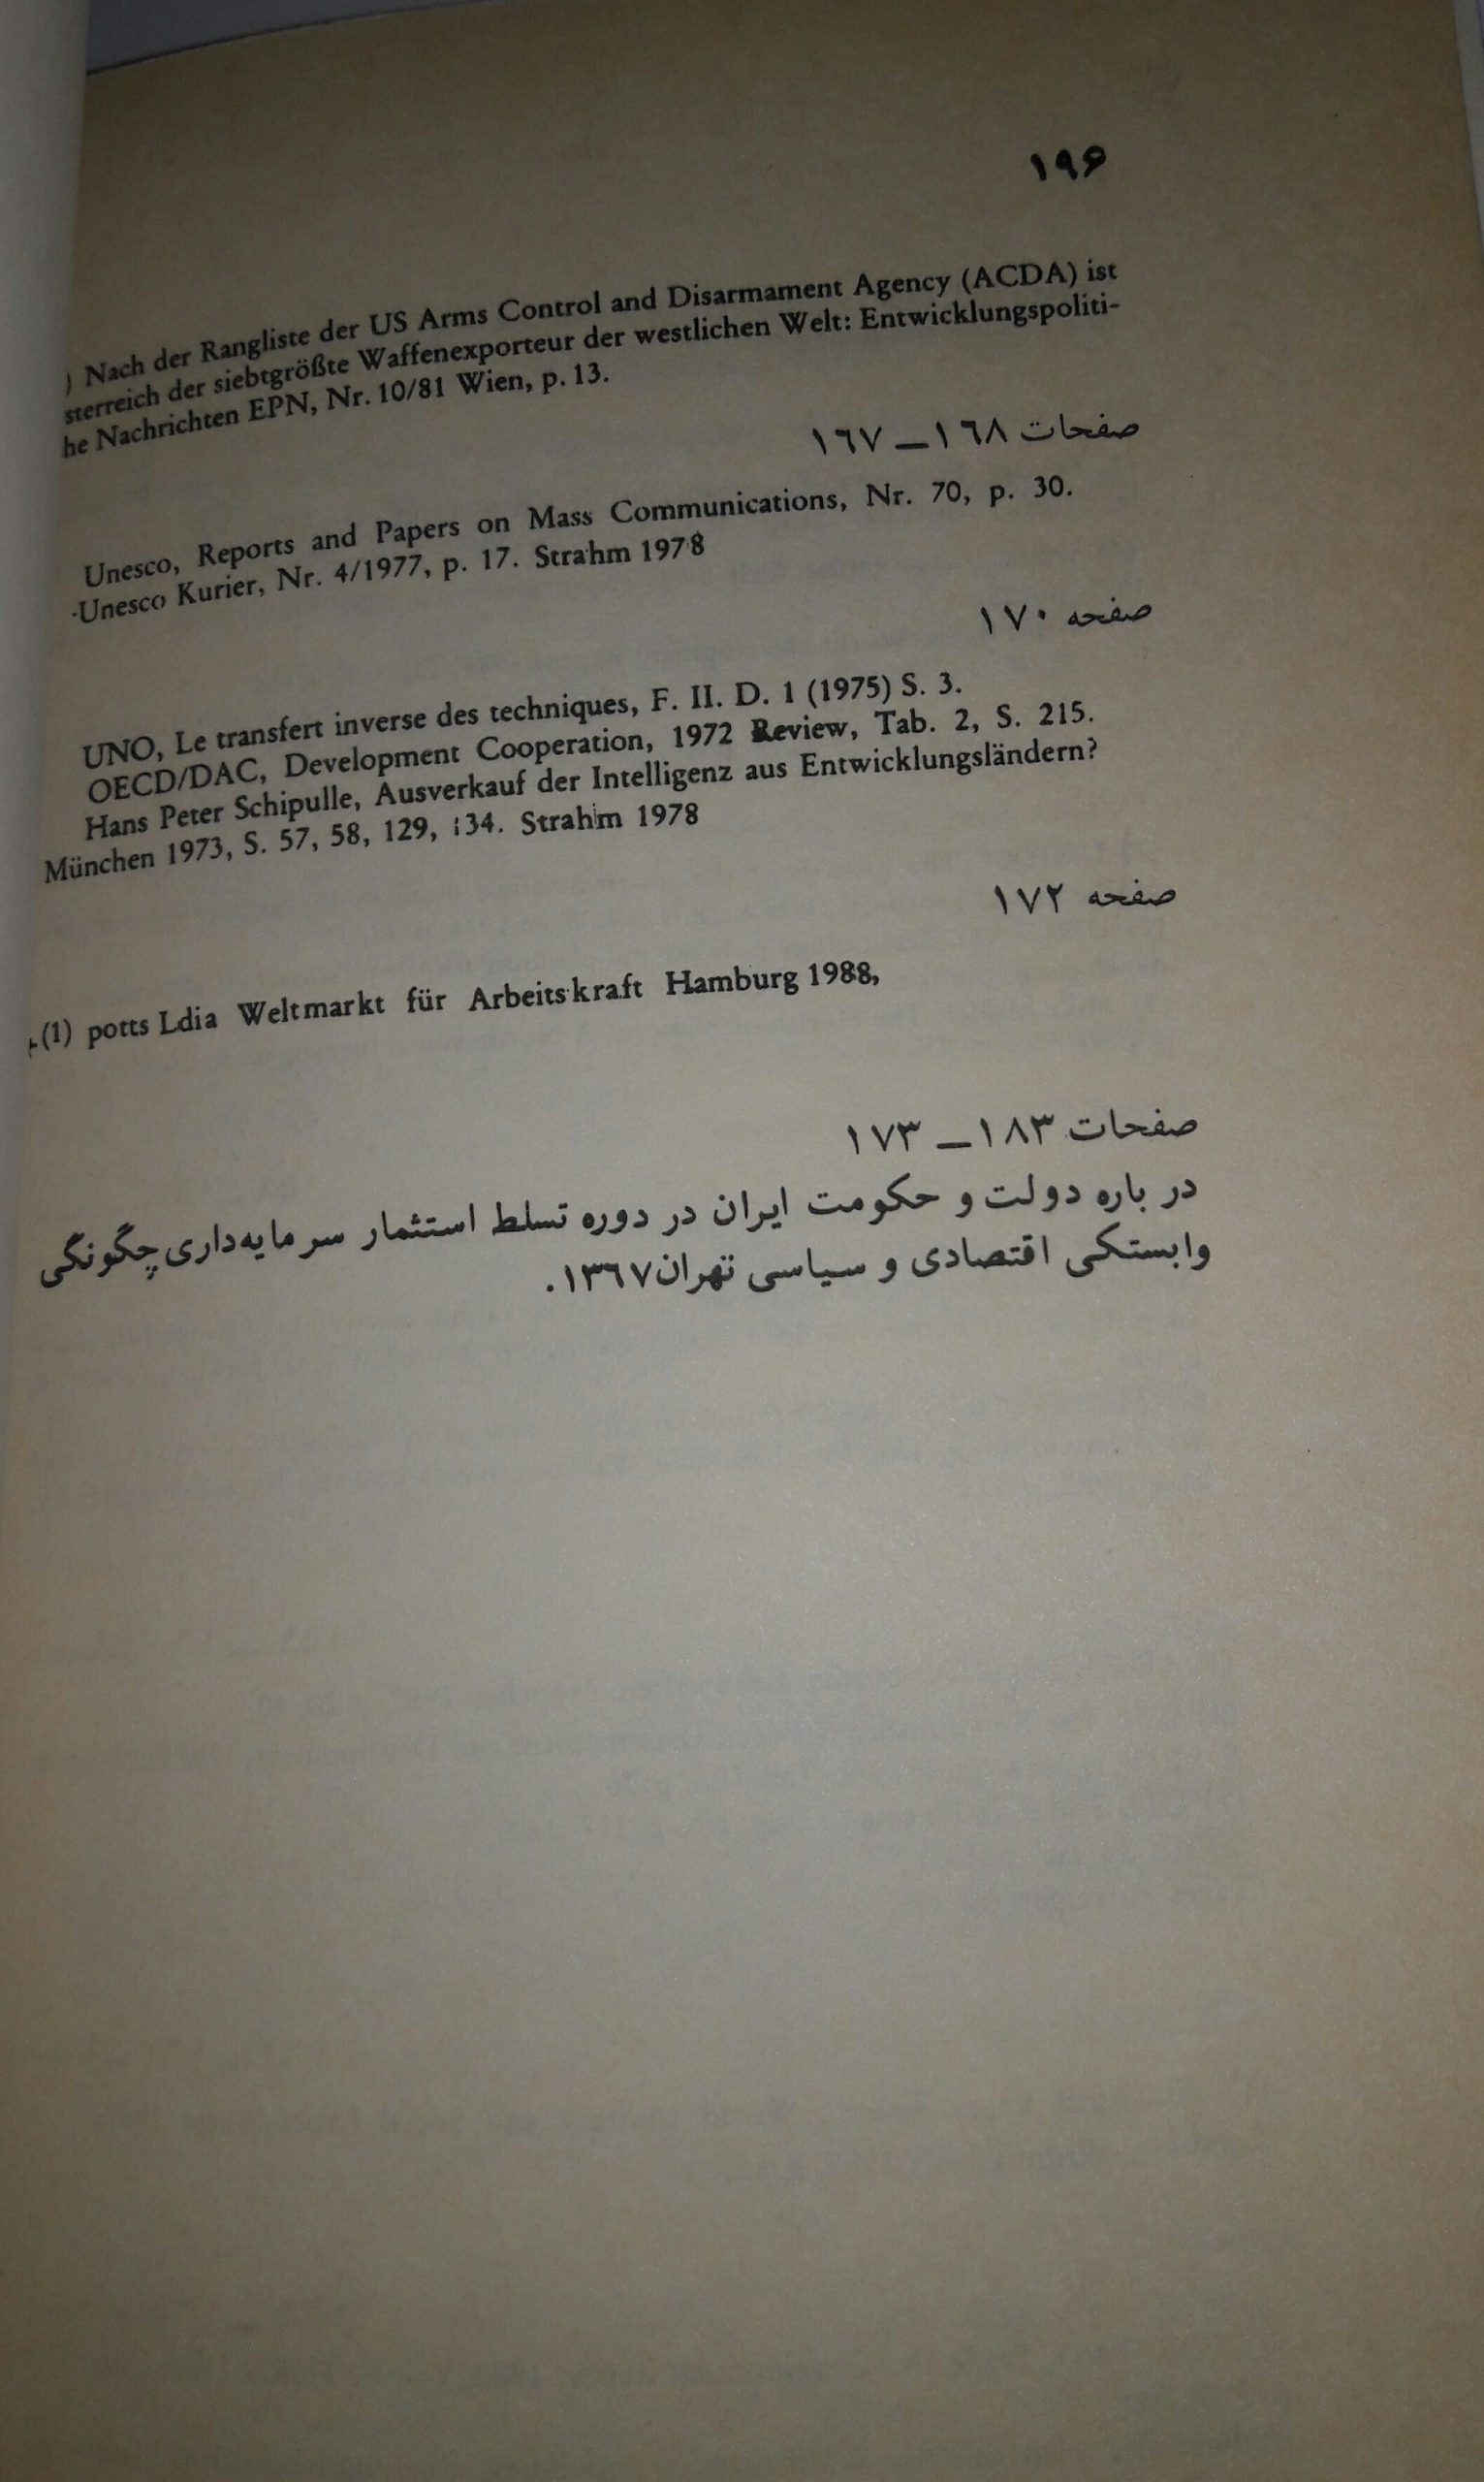 ۱۹۶
) Nach der Rangliste der US Arms Control and Disarmament Agency (ACDA) ist
sterreich der siebtgrößte Waffenexporteur der westlichen Welt: Entwicklungspoliti-
he Nachrichten EPN, Nr. 10/81 Wien, p. 13.
صفحات ١٦٨ – ١٦٧
Unesco, Reports and Papers on Mass Communications, Nr. 70, p. 30.
Unesco Kurier, Nr. 4/1977, p. 17. Strahm 1978
صفحه ۱۷۰
UNO, Le transfert inverse des techniques, F. II. D. 1 (1975) S. 3.
OECD/DAC, Development Cooperation, 1972 Review, Tab. 2, S. 215.
Hans Peter Schipulle, Ausverkauf der Intelligenz aus Entwicklungsländern?
München 1973, S. 57, 58, 129, 134. Strahm 1978
صفحه ۱۷۲
(1) potts Ldia Weltmarkt für Arbeitskraft Hamburg 1988,
صفحات ۱۸۳ – ۱۷۳
در باره دولت و حکومت ایران در دوره تسلط استثمار سرمایه‌داری چگونگی
وابستگی اقتصادی و سیاسی تهران ١٣٦٧.